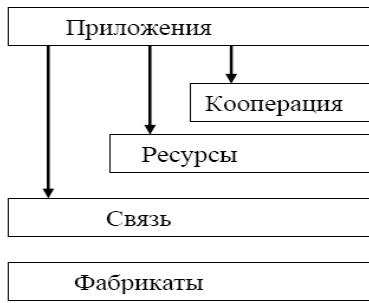 Приложения
Кооперация
Ресурсы
Связь
Фабрикаты